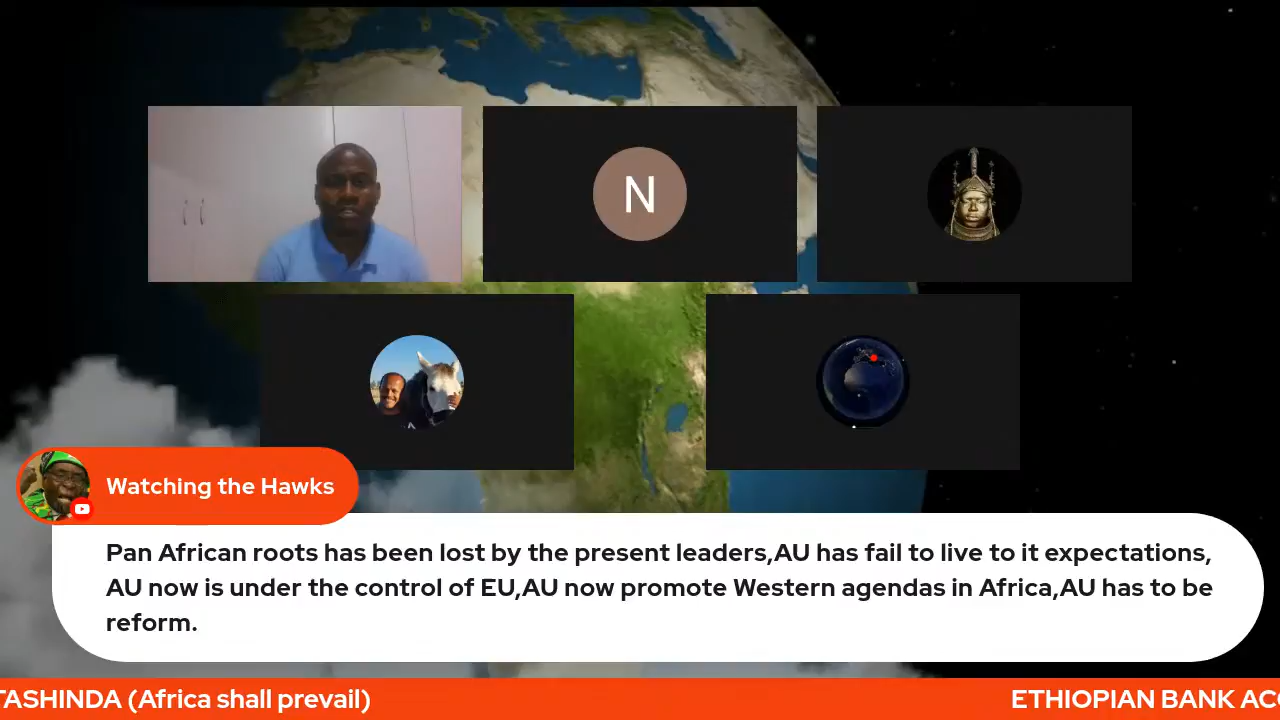 N
Watching the Hawks
Pan African roots has been lost by the present leaders,AU has fail to live to it expectations,
AU now is under the control of EU,AU now promote Western agendas in Africa,AU has to be
reform.
TASHINDA (Africa shall prevail)
ETHIOPIAN BANK